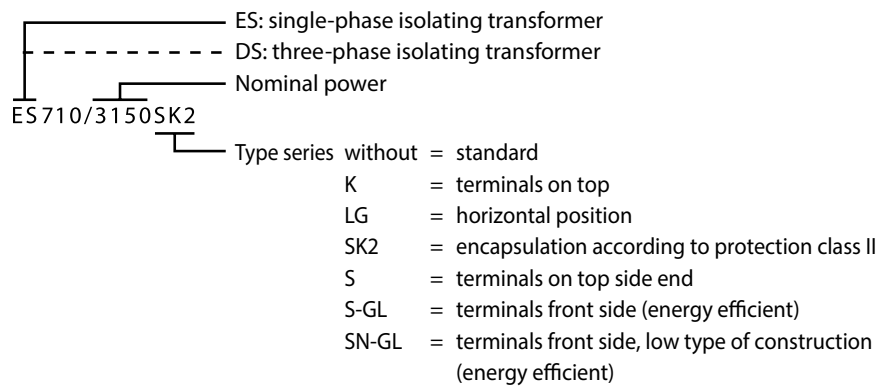 ES: single-phase isolating transformer
DS: three-phase isolating transformer
Nominal power
ES710/3150SK2
Type series without = standard
K = terminals on top
LG = horizontal position
SK2 = encapsulation according to protection class II
S = terminals on top side end
S-GL = terminals front side (energy efficient)
SN-GL = terminals front side, low type of construction
(energy efficient)